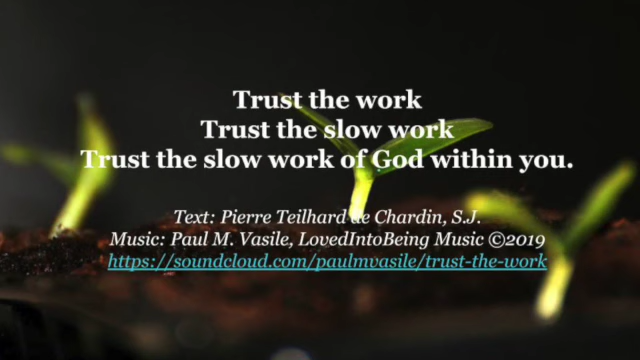 Trust the work
Trust the slow work
Trust the slow work of God within you.
Text: Pierre Teilhard de Chardin, S.J.
Music: Paul M. Vasile, LovedIntoBeing Music ©2019
https://soundcloud.com/paulmvasile/trust-the-work